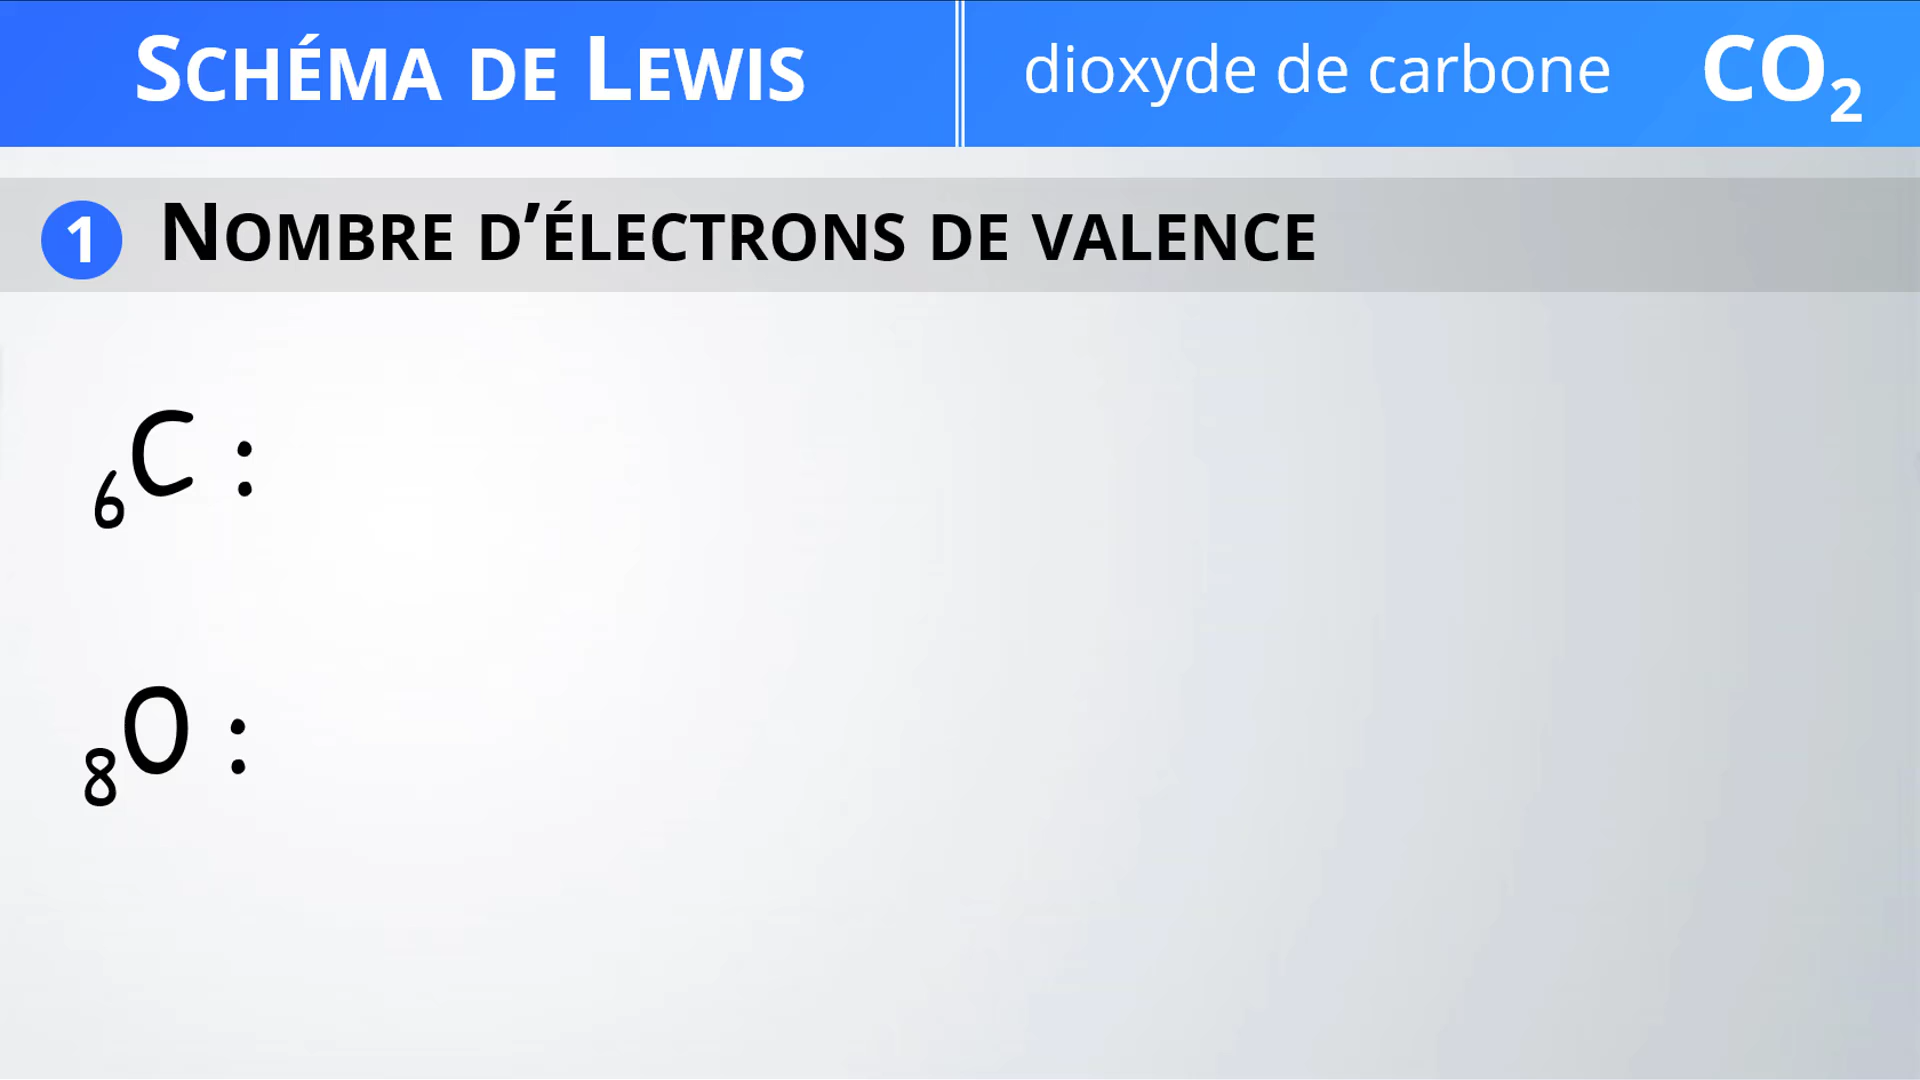 SCHÉMA DE LEWIS
dioxyde de carbone CO₂
1 NOMBRE D’ÉLECTRONS DE VALENCE
₆C :
₈O :